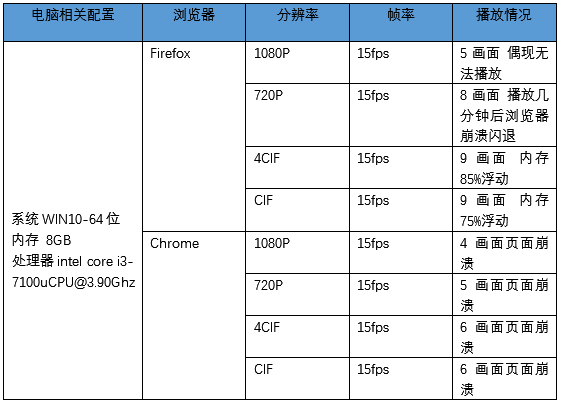 电脑相关配置 浏览器 分辨率 帧率 播放情况
Firefox 1080P 15fps 5 画面 偶现无
法播放
720P 15fps 8 画面 播放几
分钟后浏览器
崩溃闪退
4CIF 15fps 9 画面 内存
85%浮动
CIF 15fps 9 画面 内存
75%浮动
系统 WIN10-64 位
内存 8GB
处理器 intel core i3-
7100uCPU@3.90Ghz
Chrome 1080P 15fps 4 画面页面崩
溃
720P 15fps 5 画面页面崩
溃
4CIF 15fps 6 画面页面崩
溃
CIF 15fps 6 画面页面崩
溃